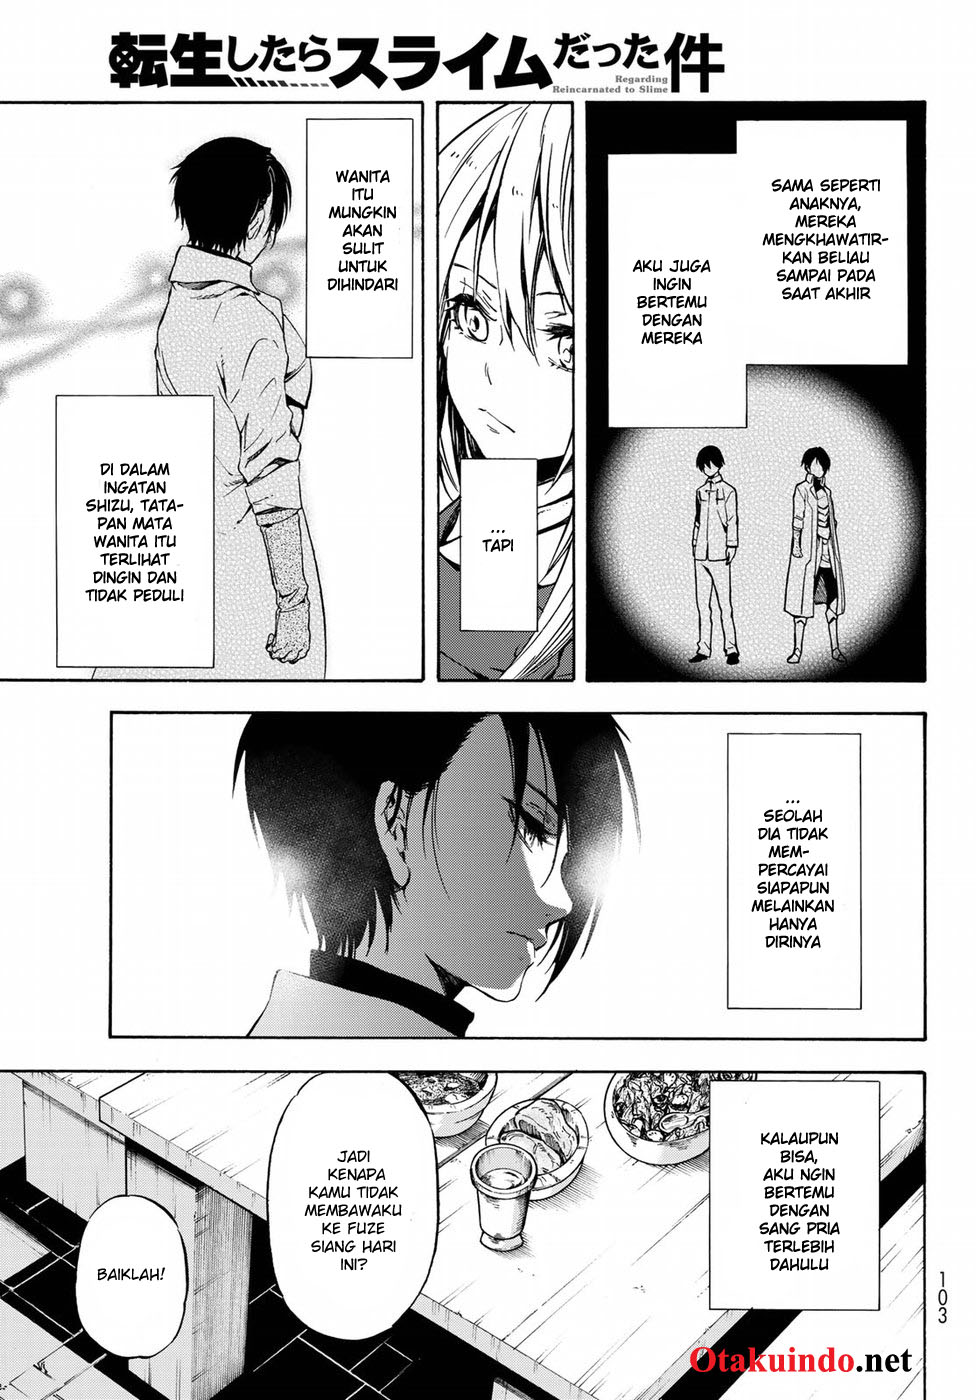 転生したらスライムだった件
Regarding
Reincarnated to Slime
SAMA SEPERTI
ANAKNYA,
MEREKA
MENGKHAWATIR-
KAN BELIAU
SAMPAI PADA
SAAT AKHIR
AKU JUGA
INGIN
BERTEMU
DENGAN
MEREKA
...
TAPI
WANITA
ITU
MUNGKIN
AKAN
SULIT
UNTUK
DIHINDARI
DI DALAM
INGATAN
SHIZU, TATA-
PAN MATA
WANITA ITU
TERLIHAT
DINGIN DAN
TIDAK PEDULI
...
SEOLAH
DIA TIDAK
MEM-
PERCAYAI
SIAPAPUN
MELAINKAN
HANYA
DIRINYA
KALAUPUN
BISA,
AKU NGIN
BERTEMU
DENGAN
SANG PRIA
TERLEBIH
DAHULU
JADI
KENAPA
KAMU TIDAK
MEMBAWAKU
KE FUZE
SIANG HARI
INI?
BAIKLAH!
103
Otakuindo.net